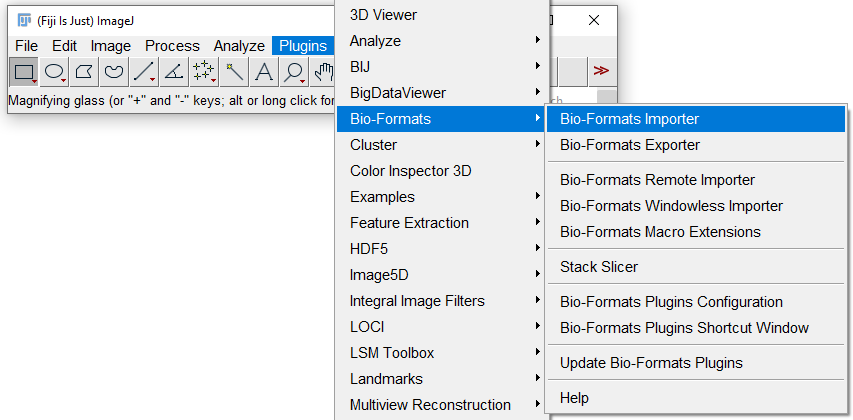 (Fiji Is Just) ImageJ
File Edit Image Process Analyze Plugins
A
Magnifying glass (or "+" and "-" keys; alt or long click for
3D Viewer
Analyze
BIJ
BigDataViewer
Bio-Formats
Cluster
Color Inspector 3D
Examples
Feature Extraction
HDF5
Image5D
Integral Image Filters
LOCI
LSM Toolbox
Landmarks
Multiview Reconstruction
Bio-Formats Importer
Bio-Formats Exporter
Bio-Formats Remote Importer
Bio-Formats Windowless Importer
Bio-Formats Macro Extensions
Stack Slicer
Bio-Formats Plugins Configuration
Bio-Formats Plugins Shortcut Window
Update Bio-Formats Plugins
Help